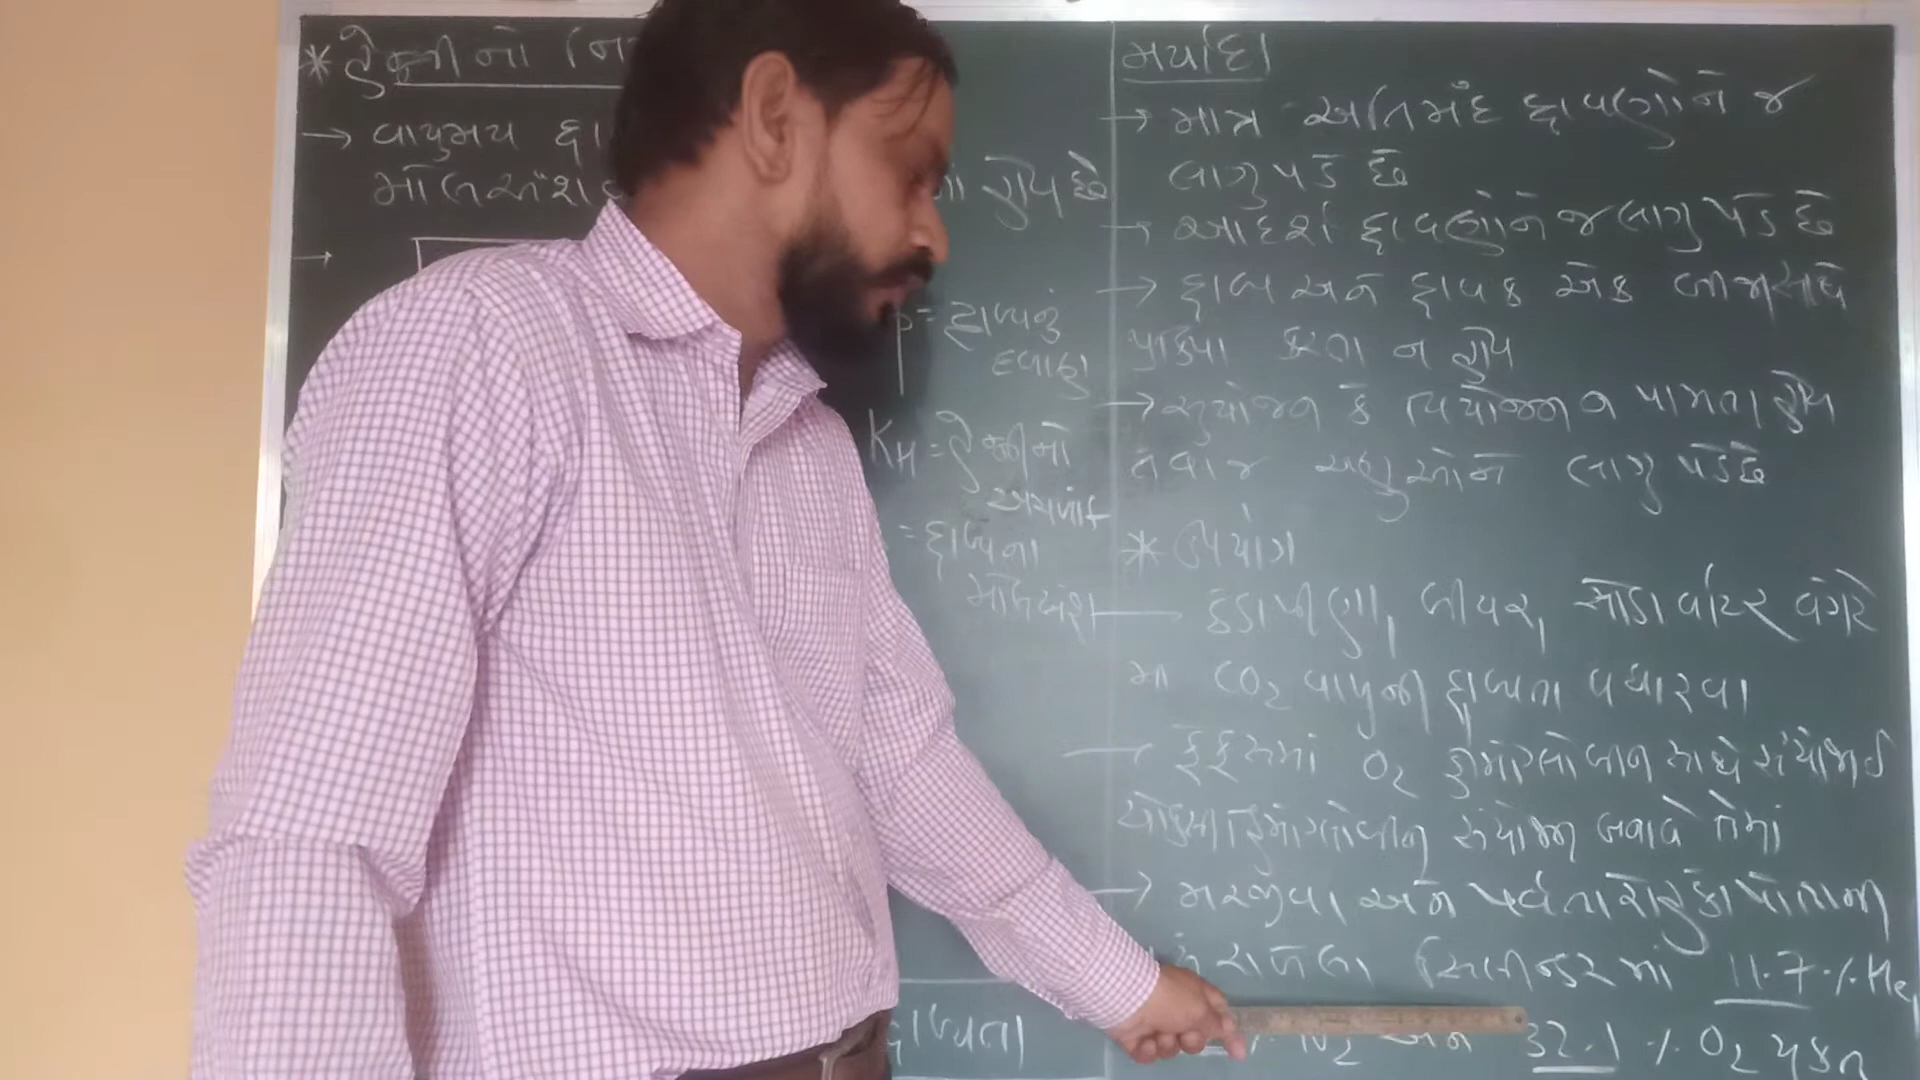 * હેન્રીનો નિ
→ વાયુમય દ્રા
મોલઅંશ
હોય છે
→
p = દ્રાવ્યનું
દબાણ
KH = હેન્રીનો
અચળાંક
= દ્રાવ્યના
મોલઅંશ
દ્રાવ્યતા
મર્યાદા
→ માત્ર અતિમંદ દ્રાવણોને જ
લાગુ પડે છે
→ આદર્શ દ્રાવણોને જ લાગુ પડે છે
→ દ્રાવ્ય અને દ્રાવક એક બીજા સાથે
પ્રક્રિયા કરતા ન હોય
→ સુયોજન કે વિયોજન ન પામતા હોય
તેવા જ અણુઓને લાગુ પડે છે
* ઉપયોગ
ઠંડાપીણા, બીયર, સોડા વોટર વગેરે
મા CO2 વાયુની દ્રાવ્યતા વધારવા
ફેફસામાં O2 હીમોગ્લોબીન સાથે સંયોજાઈ
ઓક્સી હીમોગ્લોબીન સંયોજન બનાવે તેમાં
→ મરજીવા અને પર્વતારોહકો પોતાની
રાખેલા સિલીન્ડરમાં 11.7 % He,
% N2 અને 32.1 % O2 યુક્ત